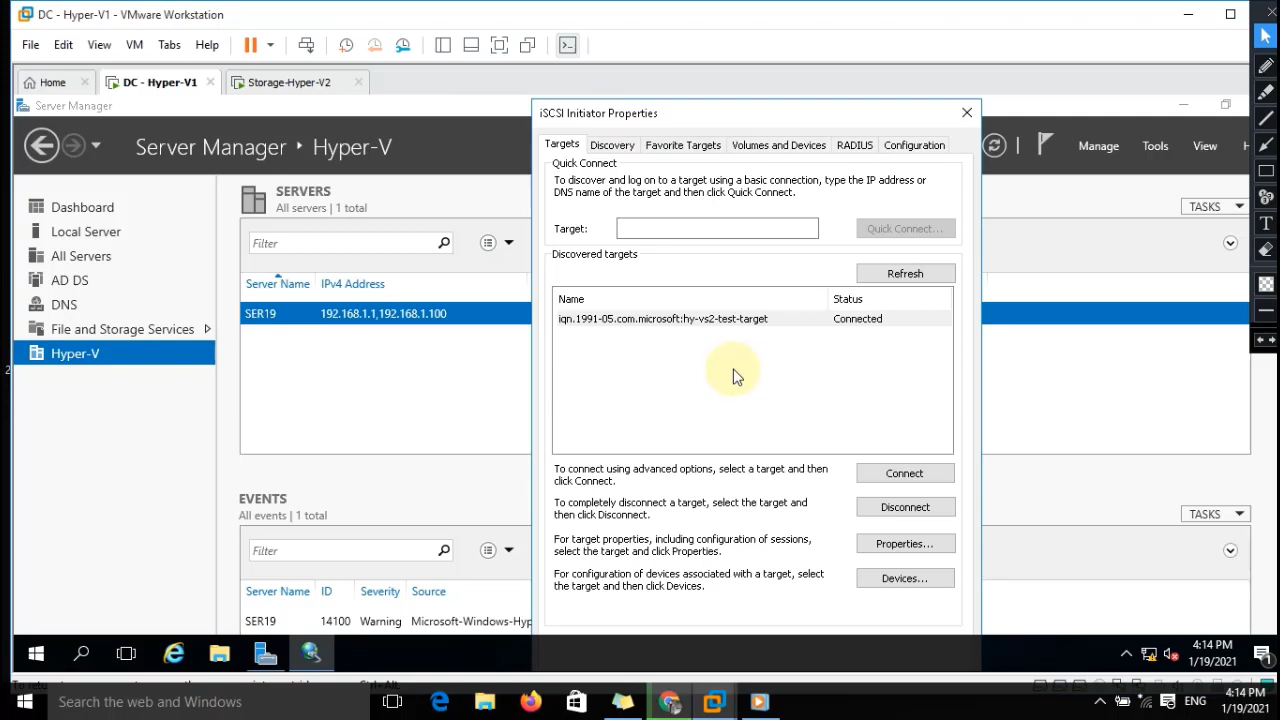 DC - Hyper-V1 - VMware Workstation
File Edit View VM Tabs Help
Home DC - Hyper-V1 Storage-Hyper-V2
Server Manager
Server Manager Hyper-V
Manage Tools View H
Dashboard
Local Server
All Servers
AD DS
DNS
File and Storage Services
Hyper-V
SERVERS
All servers | 1 total
TASKS
Filter
Server Name IPv4 Address
SER19 192.168.1.1,192.168.1.100
EVENTS
All events | 1 total
TASKS
Filter
Server Name ID Severity Source
SER19 14100 Warning Microsoft-Windows-Hyp
iSCSI Initiator Properties
Targets Discovery Favorite Targets Volumes and Devices RADIUS Configuration
Quick Connect
To discover and log on to a target using a basic connection, type the IP address or
DNS name of the target and then click Quick Connect.
Target: Quick Connect...
Discovered targets
Refresh
Name Status
iqn.1991-05.com.microsoft:hy-vs2-test-target Connected
To connect using advanced options, select a target and then
click Connect.
Connect
To completely disconnect a target, select the target and
then click Disconnect.
Disconnect
For target properties, including configuration of sessions,
select the target and click Properties.
Properties...
For configuration of devices associated with a target, select
the target and then click Devices.
Devices...
4:14 PM
1/19/2021
1
Search the web and Windows
ENG
4:14 PM
1/19/2021